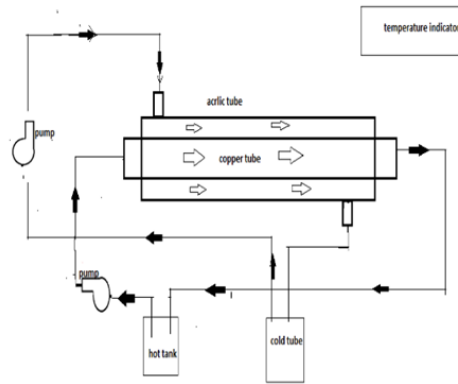 temperature indicator
acrlic tube
pump
copper tube
pump
hot tank
cold tube